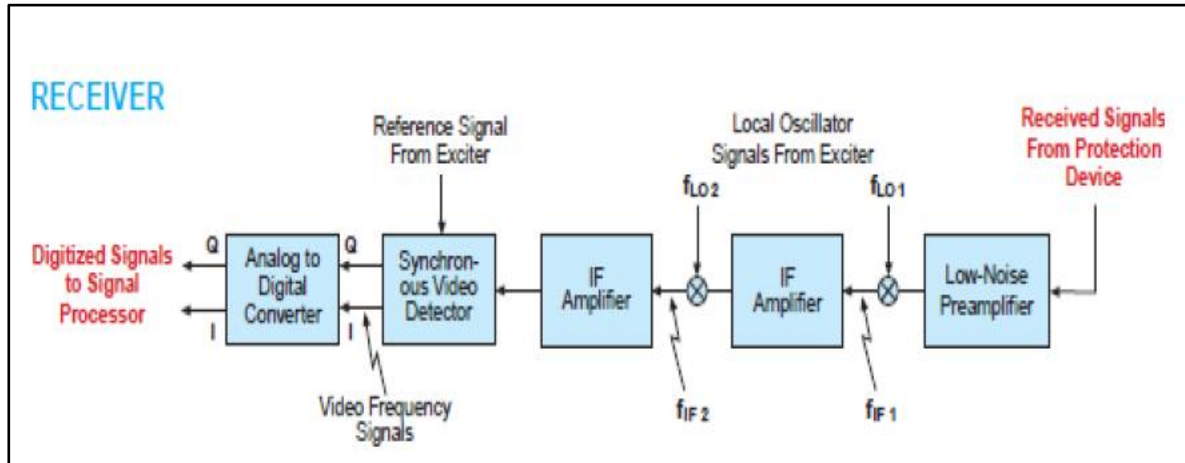 RECEIVER
Reference Signal
From Exciter
Local Oscillator
Signals From Exciter
fLO 2
fLO 1
Received Signals
From Protection
Device
Digitized Signals
to Signal
Processor
Q
I
Analog to
Digital
Converter
Q
I
Synchron-
ous Video
Detector
IF
Amplifier
IF
Amplifier
Low-Noise
Preamplifier
Video Frequency
Signals
fIF 2
fIF 1